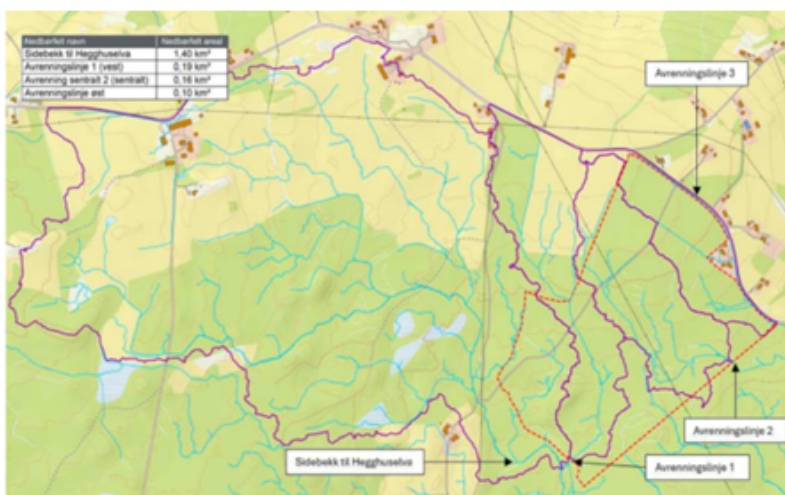 Nedbørfelt navn Nedbørfelt areal
Sidebekk til Hegghuselva 1,40 km²
Avrenningslinje 1 (vest) 0,19 km²
Avrenning sentralt 2 (sentralt) 0,16 km²
Avrenningslinje øst 0,10 km²
Avrenningslinje 3
Avrenningslinje 2
Sidebekk til Hegghuselva
Avrenningslinje 1